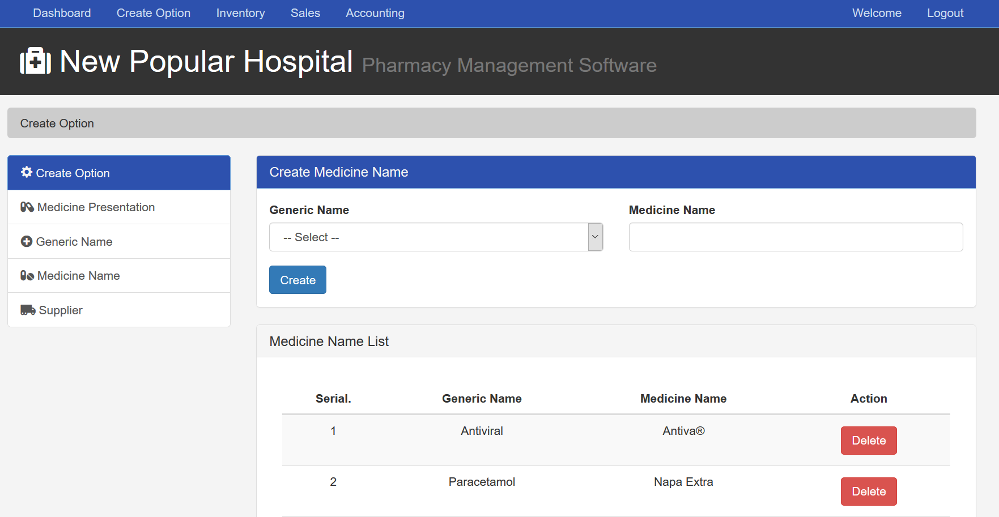 Dashboard Create Option Inventory Sales Accounting Welcome Logout
New Popular Hospital Pharmacy Management Software
Create Option
Create Option
Medicine Presentation
Generic Name
Medicine Name
Supplier
Create Medicine Name
Generic Name Medicine Name
-- Select --
Create
Medicine Name List
Serial. Generic Name Medicine Name Action
1 Antiviral Antiva® Delete
2 Paracetamol Napa Extra Delete